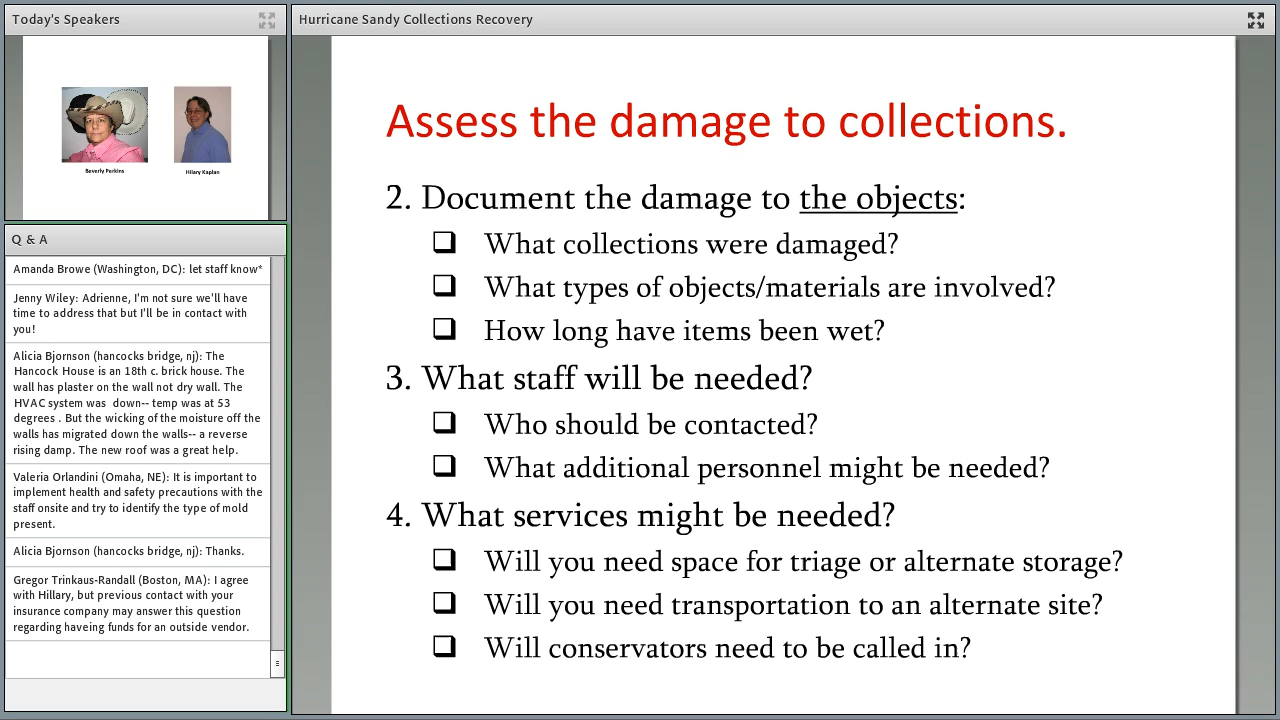 Today's Speakers
Beverly Perkins
Hilary Kaplan
Q & A
Amanda Browe (Washington, DC): let staff know*
Jenny Wiley: Adrienne, I'm not sure we'll have
time to address that but I'll be in contact with
you!
Alicia Bjornson (hancocks bridge, nj): The
Hancock House is an 18th c. brick house. The
wall has plaster on the wall not dry wall. The
HVAC system was  down-- temp was at 53
degrees . But the wicking of the moisture off the
walls has migrated down the walls-- a reverse
rising damp. The new roof was a great help.
Valeria Orlandini (Omaha, NE): It is important to
implement health and safety precautions with the
staff onsite and try to identify the type of mold
present.
Alicia Bjornson (hancocks bridge, nj): Thanks.
Gregor Trinkaus-Randall (Boston, MA): I agree
with Hillary, but previous contact with your
insurance company may answer this question
regarding haveing funds for an outside vendor.
Hurricane Sandy Collections Recovery
Assess the damage to collections.
2. Document the damage to the objects:
❑ What collections were damaged?
❑ What types of objects/materials are involved?
❑ How long have items been wet?
3. What staff will be needed?
❑ Who should be contacted?
❑ What additional personnel might be needed?
4. What services might be needed?
❑ Will you need space for triage or alternate storage?
❑ Will you need transportation to an alternate site?
❑ Will conservators need to be called in?